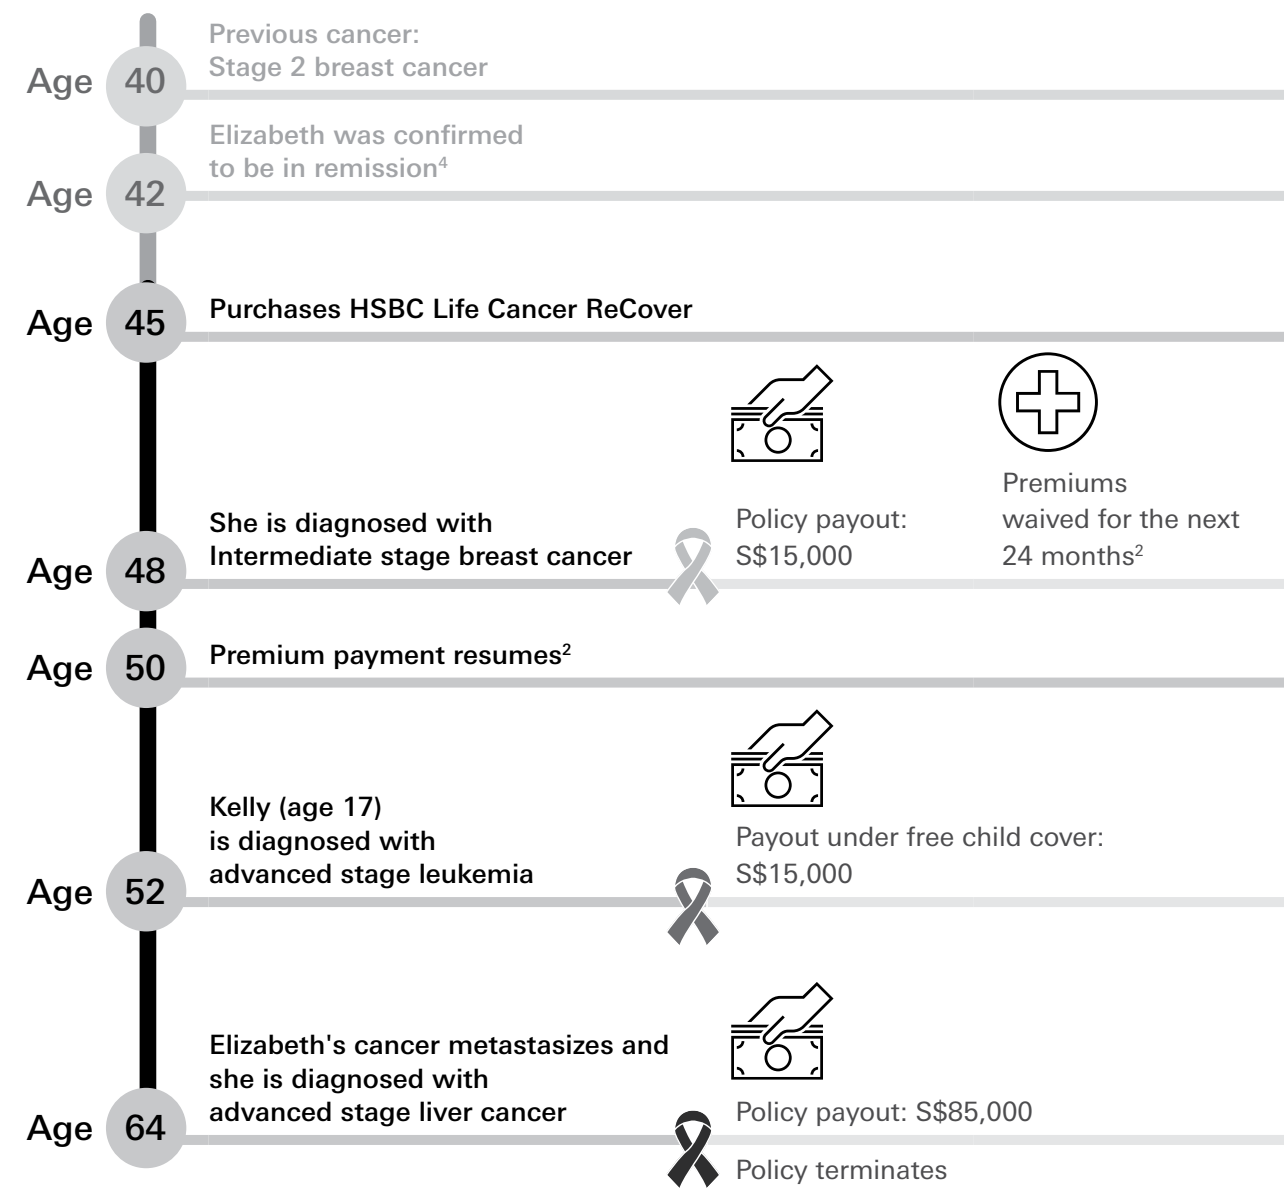 Previous cancer:
Stage 2 breast cancer
Age 40
Elizabeth was confirmed
to be in remission⁴
Age 42
Purchases HSBC Life Cancer ReCover
Age 45
She is diagnosed with
Intermediate stage breast cancer
Policy payout:
S$15,000
Premiums
waived for the next
24 months²
Age 48
Premium payment resumes²
Age 50
Kelly (age 17)
is diagnosed with
advanced stage leukemia
Payout under free child cover:
S$15,000
Age 52
Elizabeth's cancer metastasizes and
she is diagnosed with
advanced stage liver cancer
Policy payout: S$85,000
Age 64
Policy terminates